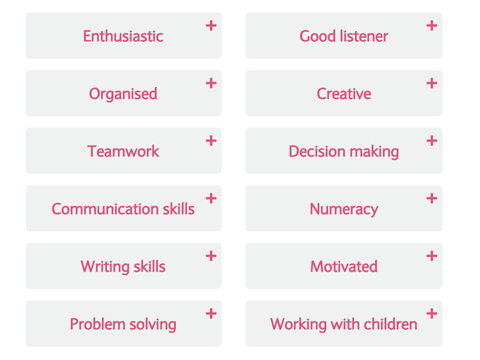 Enthusiastic
Good listener
Organised
Creative
Teamwork
Decision making
Communication skills
Numeracy
Writing skills
Motivated
Problem solving
Working with children